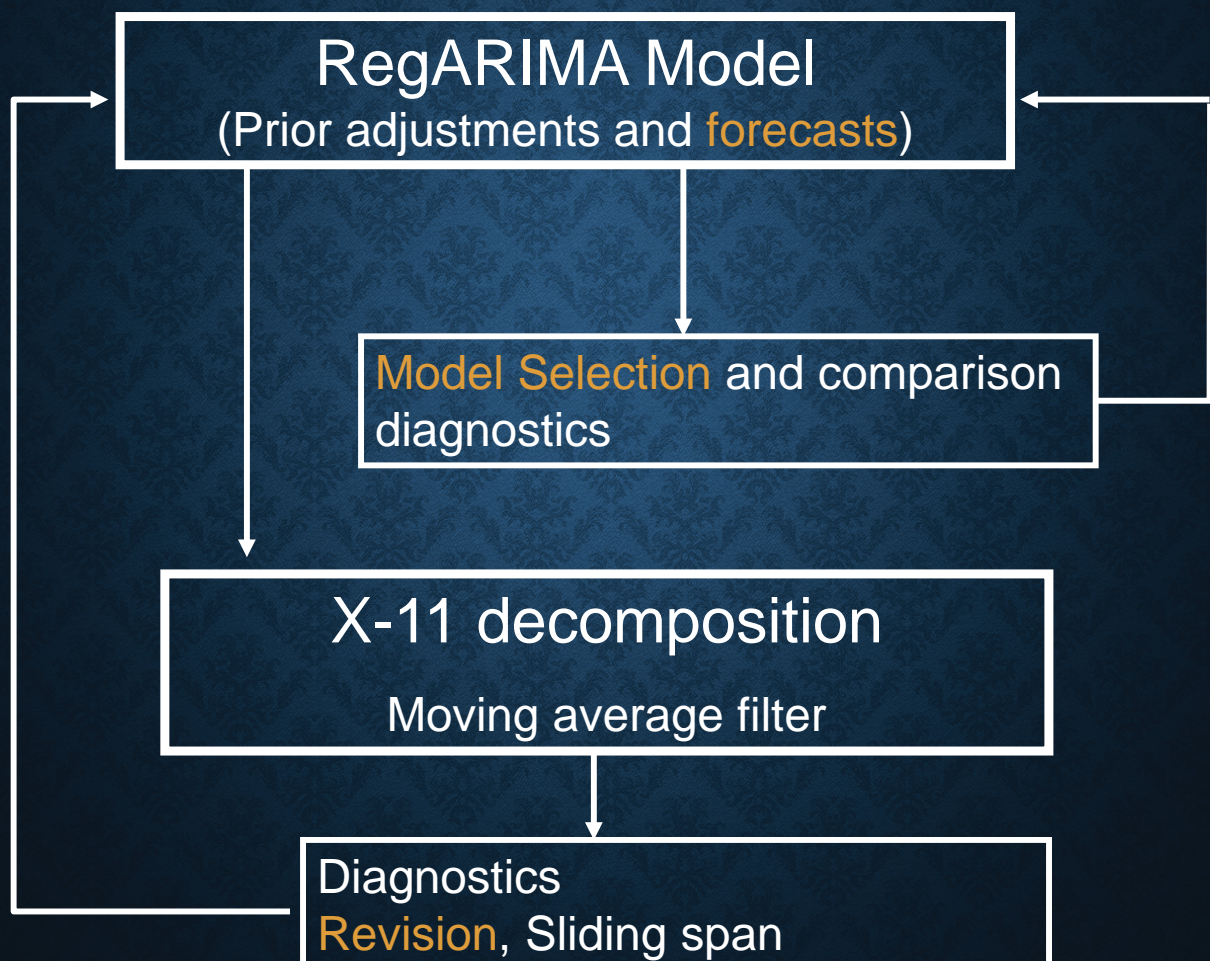 RegARIMA Model
(Prior adjustments and forecasts)
Model Selection and comparison
diagnostics
X-11 decomposition
Moving average filter
Diagnostics
Revision, Sliding span